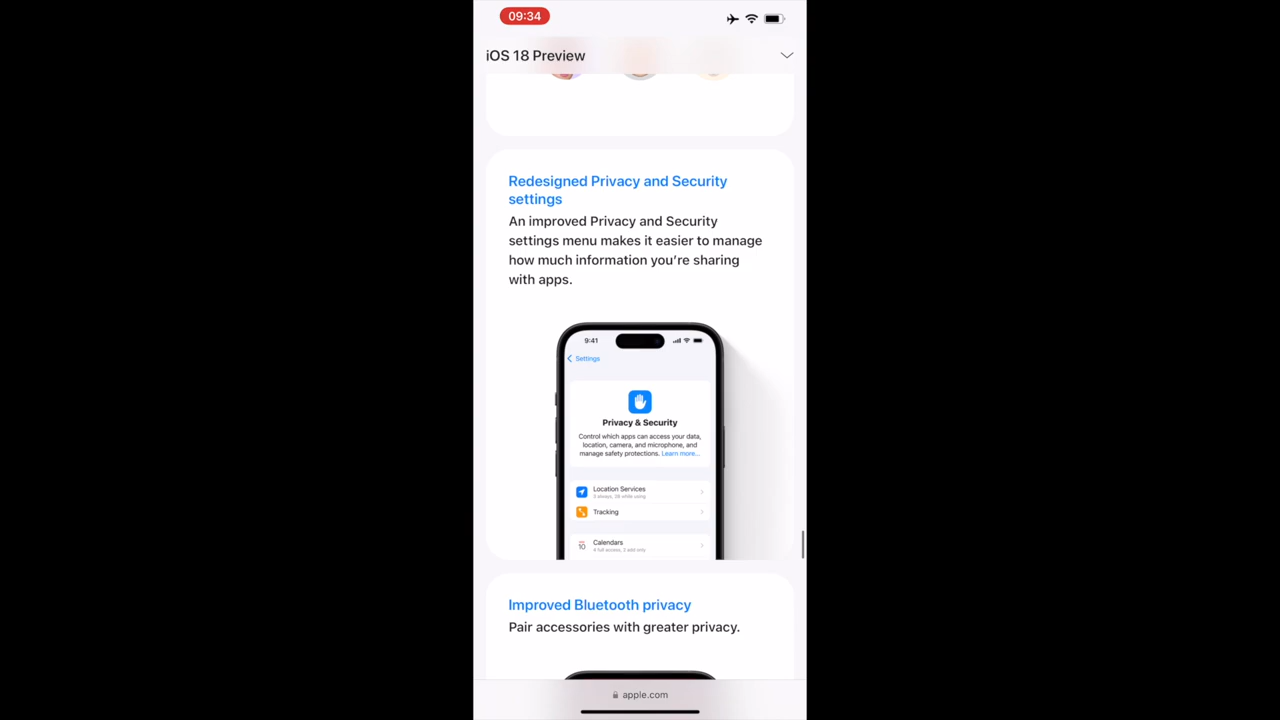 09:34
iOS 18 Preview
Redesigned Privacy and Security
settings
An improved Privacy and Security
settings menu makes it easier to manage
how much information you're sharing
with apps.
9:41
Settings
Privacy & Security
Control which apps can access your data,
location, camera, and microphone, and
manage safety protections. Learn more...
Location Services
3 always, 28 while using
Tracking
10
Calendars
4 full access, 2 add only
Improved Bluetooth privacy
Pair accessories with greater privacy.
apple.com